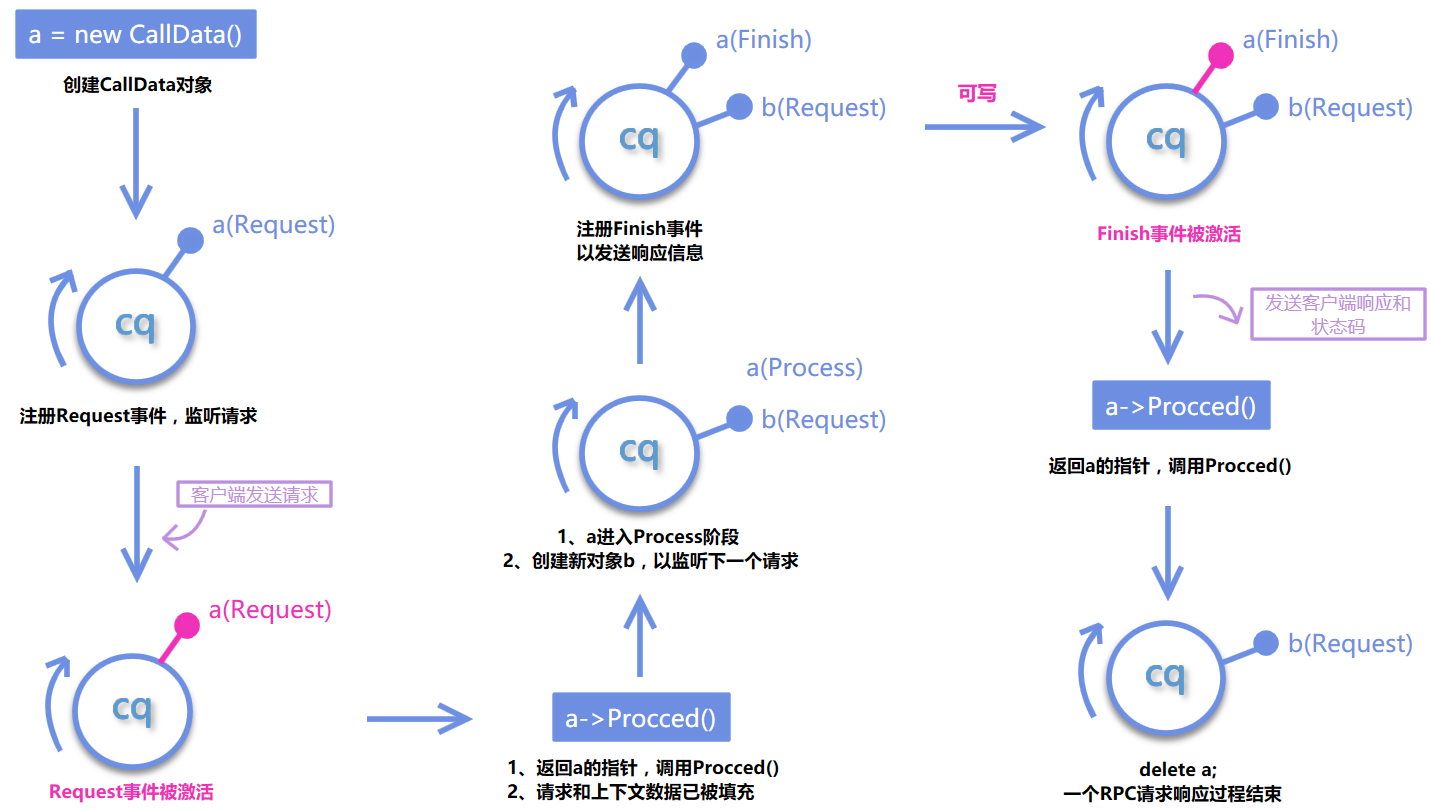 a = new CallData()
创建CallData对象
a(Request)
cq
注册Request事件，监听请求
客户端发送请求
a(Request)
cq
Request事件被激活
a->Procced()
1、返回a的指针，调用Procced()
2、请求和上下文数据已被填充
a(Process)
b(Request)
cq
1、a进入Process阶段
2、创建新对象b，以监听下一个请求
a(Finish)
b(Request)
cq
注册Finish事件
以发送响应信息
可写
a(Finish)
b(Request)
cq
Finish事件被激活
发送客户端响应和
状态码
a->Procced()
返回a的指针，调用Procced()
b(Request)
cq
delete a;
一个RPC请求响应过程结束